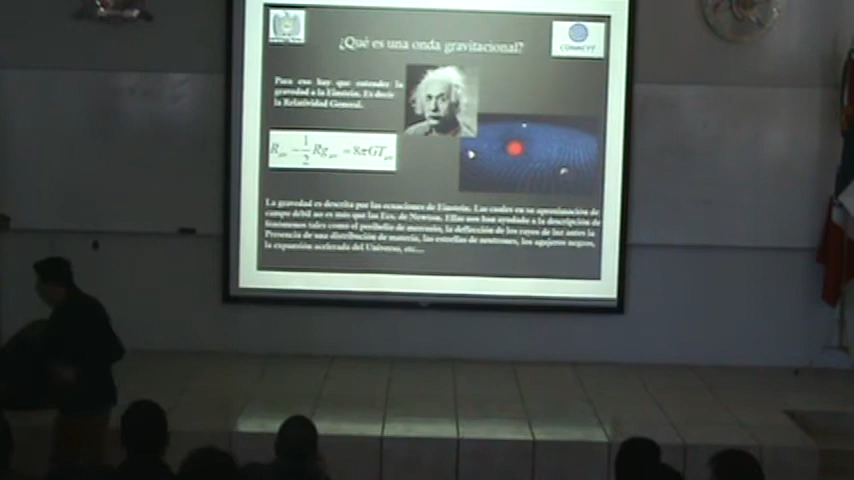 ¿Qué es una onda gravitacional?
CONACYT
Para eso hay que entender la
gravedad a la Einstein. Es decir
la Relatividad General.
R_μν − 1/2 Rg_μν = 8πGT_μν
La gravedad es descrita por las ecuaciones de Einstein. Las cuales en su aproximación de
campo débil no es más que las Ecs. de Newton. Ellas nos han ayudado a la descripción de
fenómenos tales como el perihelio de mercurio, la deflección de los rayos de luz antes la
Presencia de una distribución de materia, las estrellas de neutrones, los agujeros negros,
la expansión acelerada del Universo, etc...